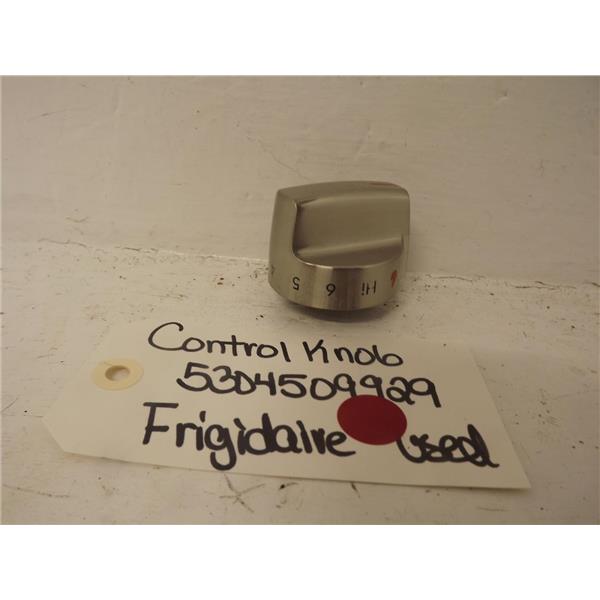 5 6 Hi
Control Knob
5304509929
Frigidaire used